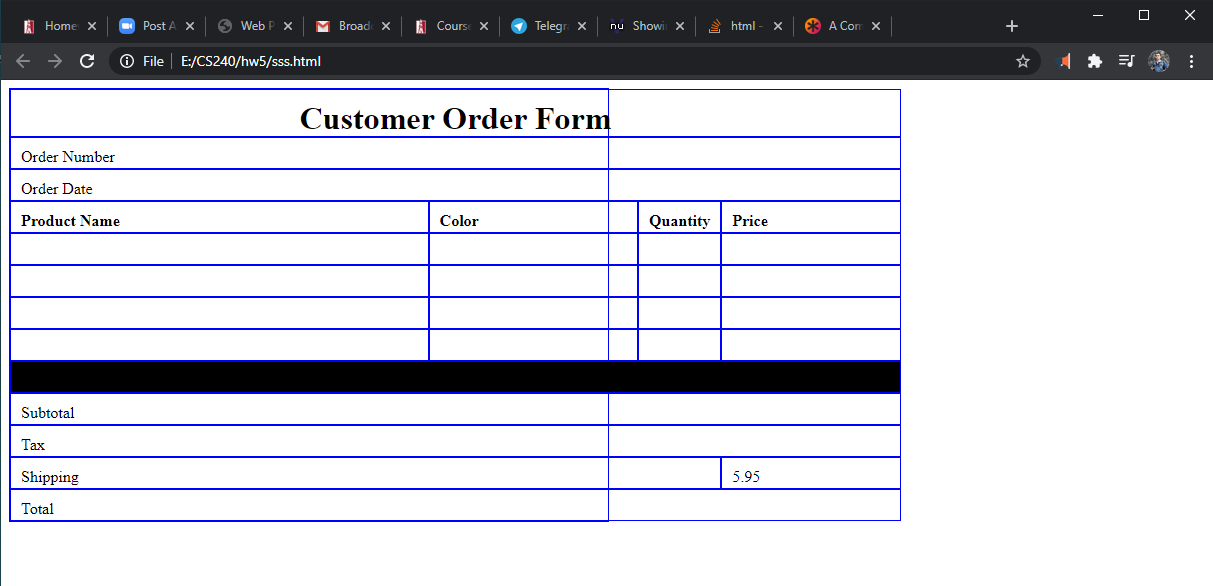 Home Post A Web P Broad Course Telegra Showi html - A Com
File E:/CS240/hw5/sss.html
Customer Order Form
Order Number
Order Date
Product Name Color Quantity Price
Subtotal
Tax
Shipping 5.95
Total